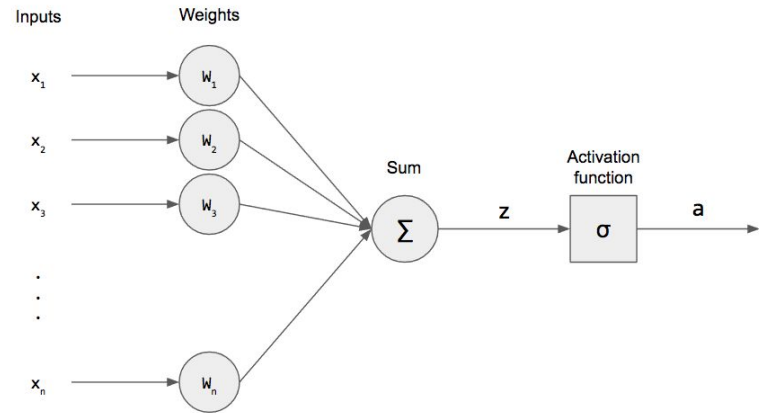 Inputs
Weights
x₁
W₁
x₂
W₂
x₃
W₃
Sum
Σ
z
Activation
function
σ
a
.
.
.
xₙ
Wₙ